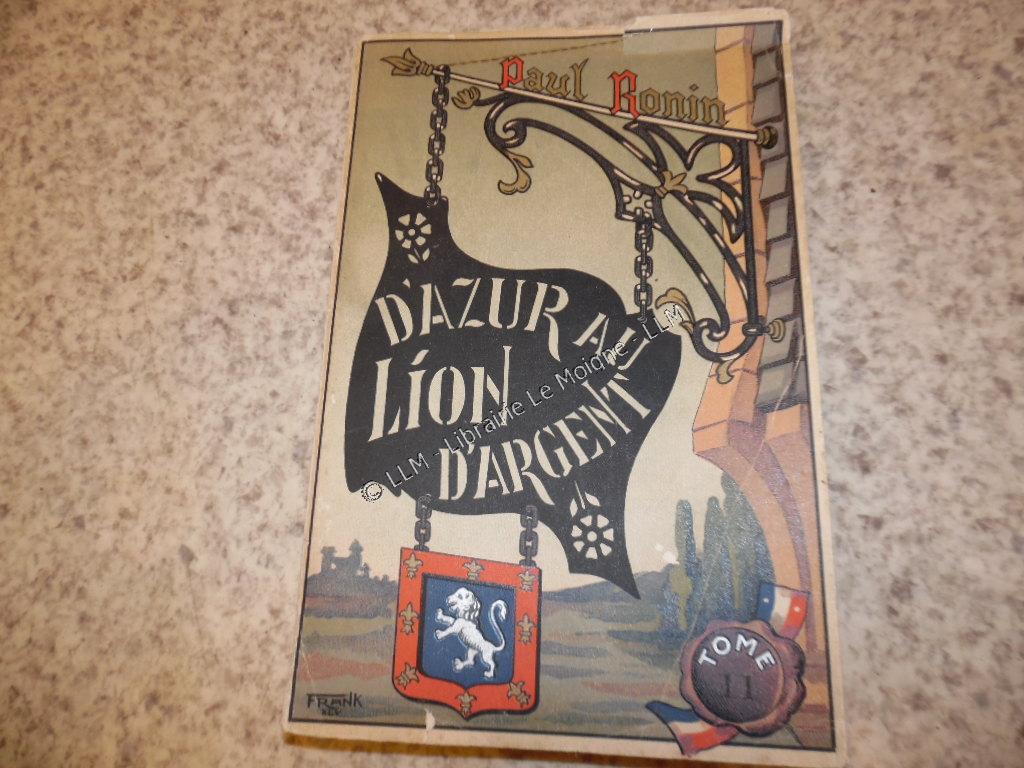 Paul Ronin
D'AZUR AU
LÍON
D'ARGENT
© LLM - Librairie Le Moigne - LLM
TOME
11
FRANK